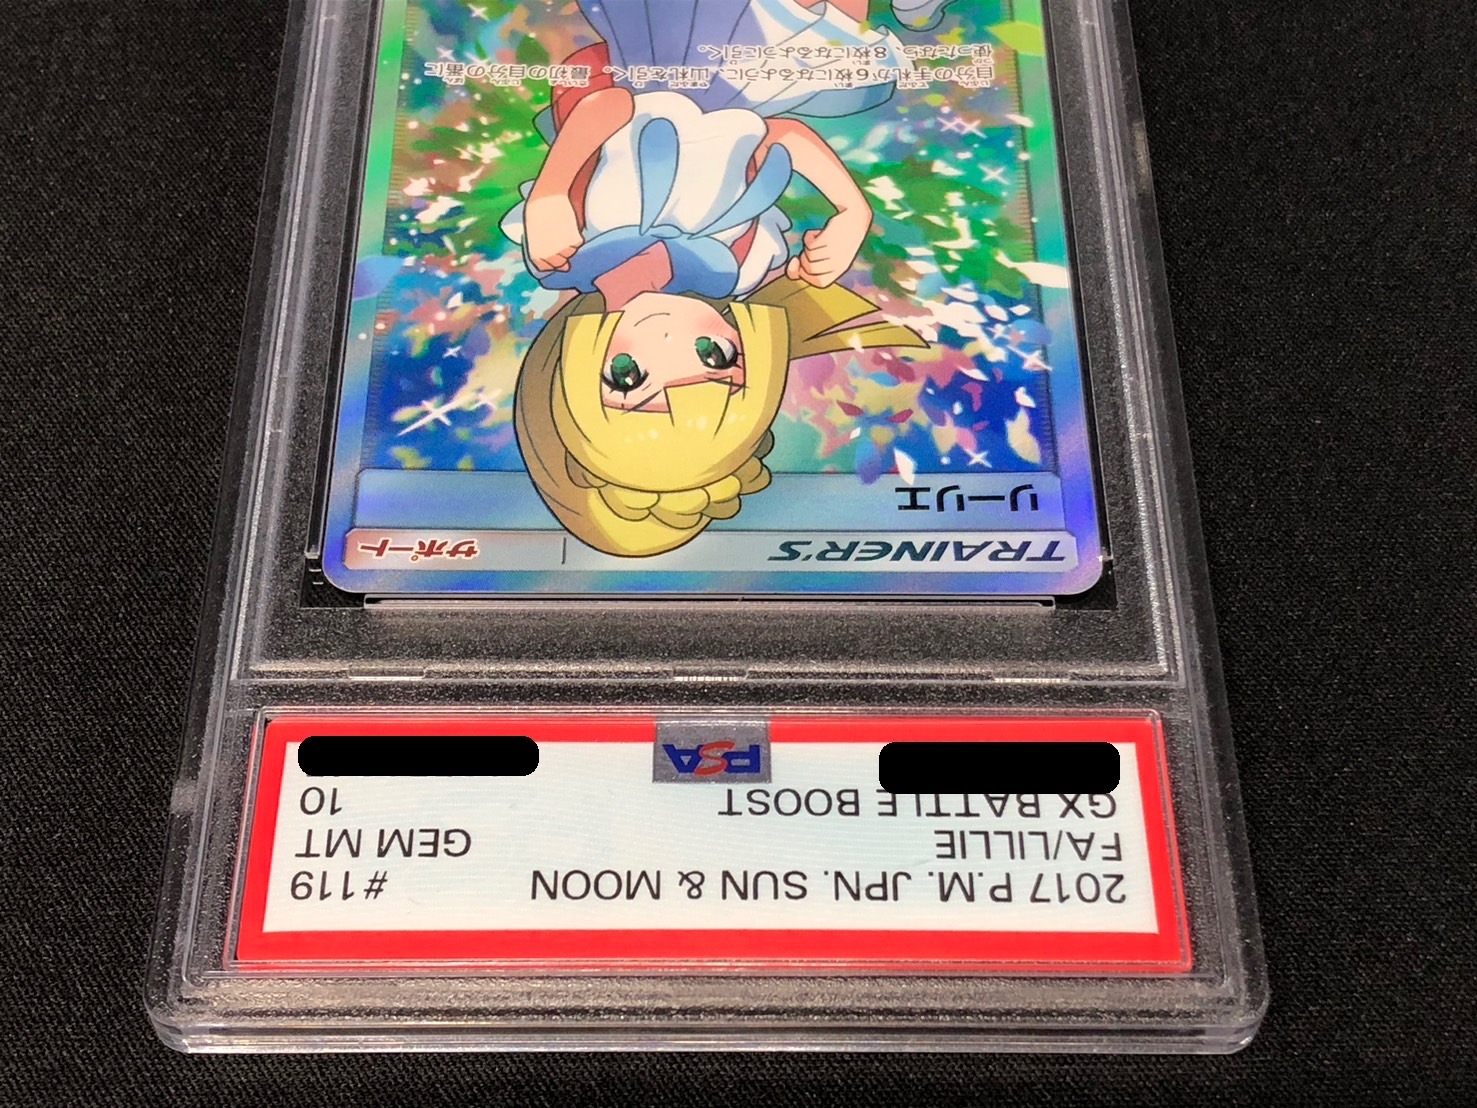 2017 P.M. JPN. SUN & MOON #119
FA/LILLIE GEM MT
GX BATTLE BOOST 10
PSA
TRAINER'S サポート
リーリエ
自分の手札が6枚になるように、山札を引く。最初の自分の番に
使ったなら、8枚になるように引く。